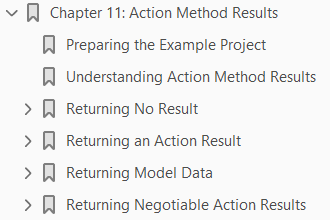 Chapter 11: Action Method Results
Preparing the Example Project
Understanding Action Method Results
Returning No Result
Returning an Action Result
Returning Model Data
Returning Negotiable Action Results